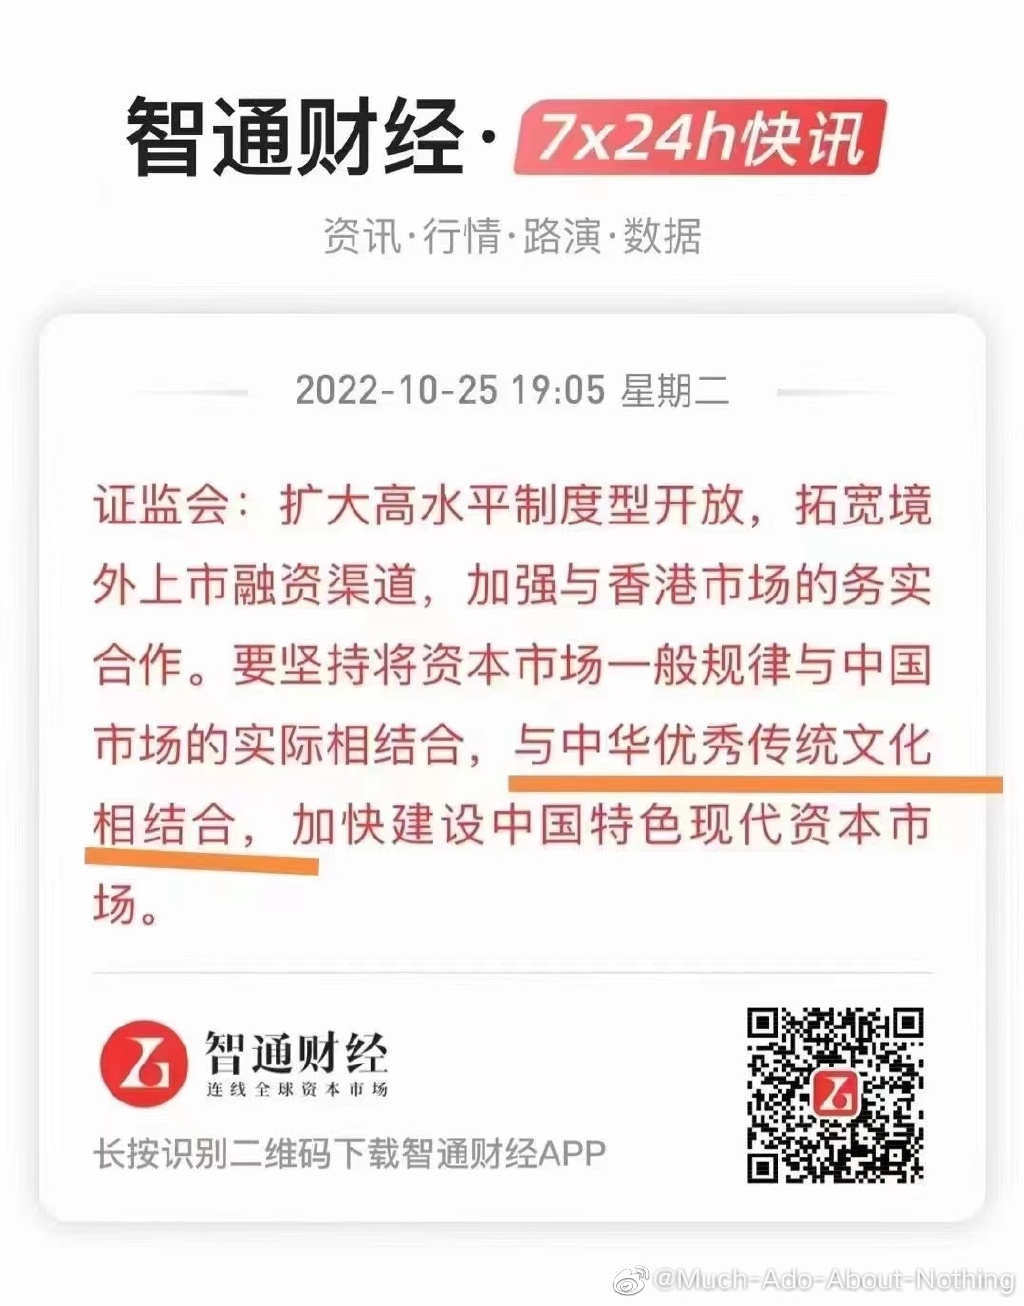 智通财经·7x24h快讯
资讯·行情·路演·数据
2022-10-25 19:05 星期二
证监会：扩大高水平制度型开放，拓宽境
外上市融资渠道，加强与香港市场的务实
合作。要坚持将资本市场一般规律与中国
市场的实际相结合，与中华优秀传统文化
相结合，加快建设中国特色现代资本市
场。
智通财经
连线全球资本市场
长按识别二维码下载智通财经APP
@Much-Ado-About-Nothing